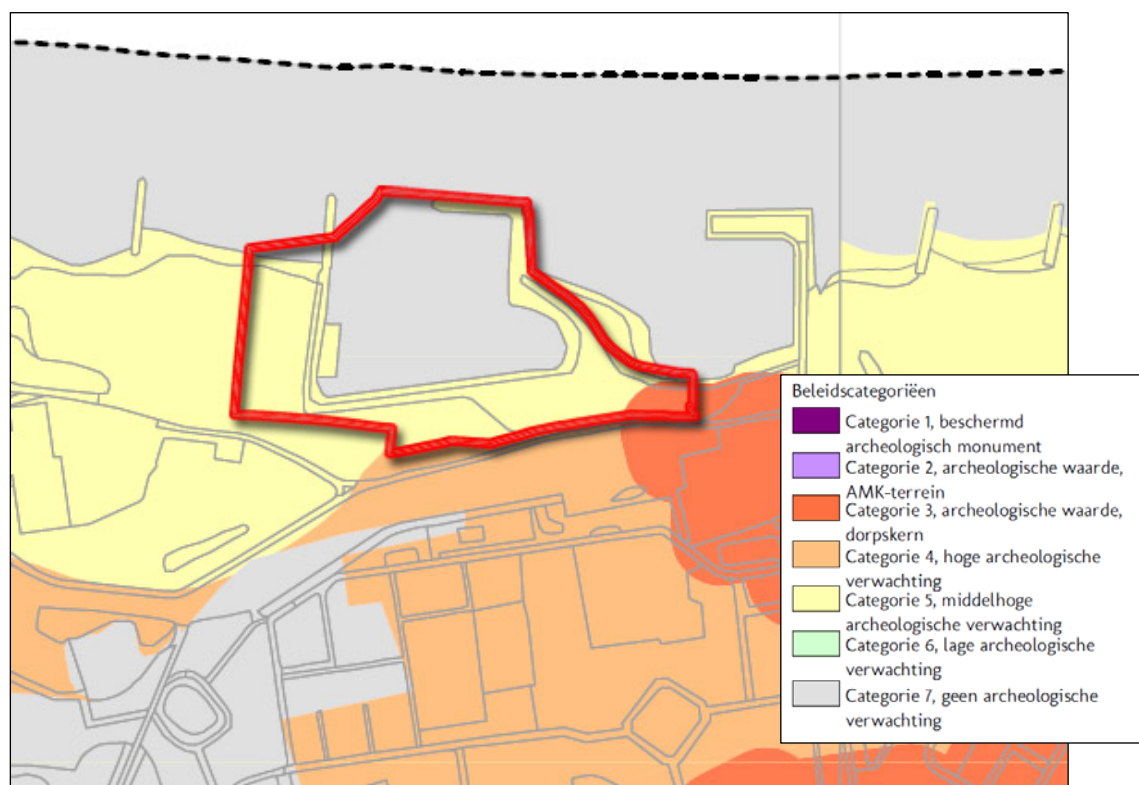 Beleidscategoriëen
Categorie 1, beschermd
archeologisch monument
Categorie 2, archeologische waarde,
AMK-terrein
Categorie 3, archeologische waarde,
dorpskern
Categorie 4, hoge archeologische
verwachting
Categorie 5, middelhoge
archeologische verwachting
Categorie 6, lage archeologische
verwachting
Categorie 7, geen archeologische
verwachting